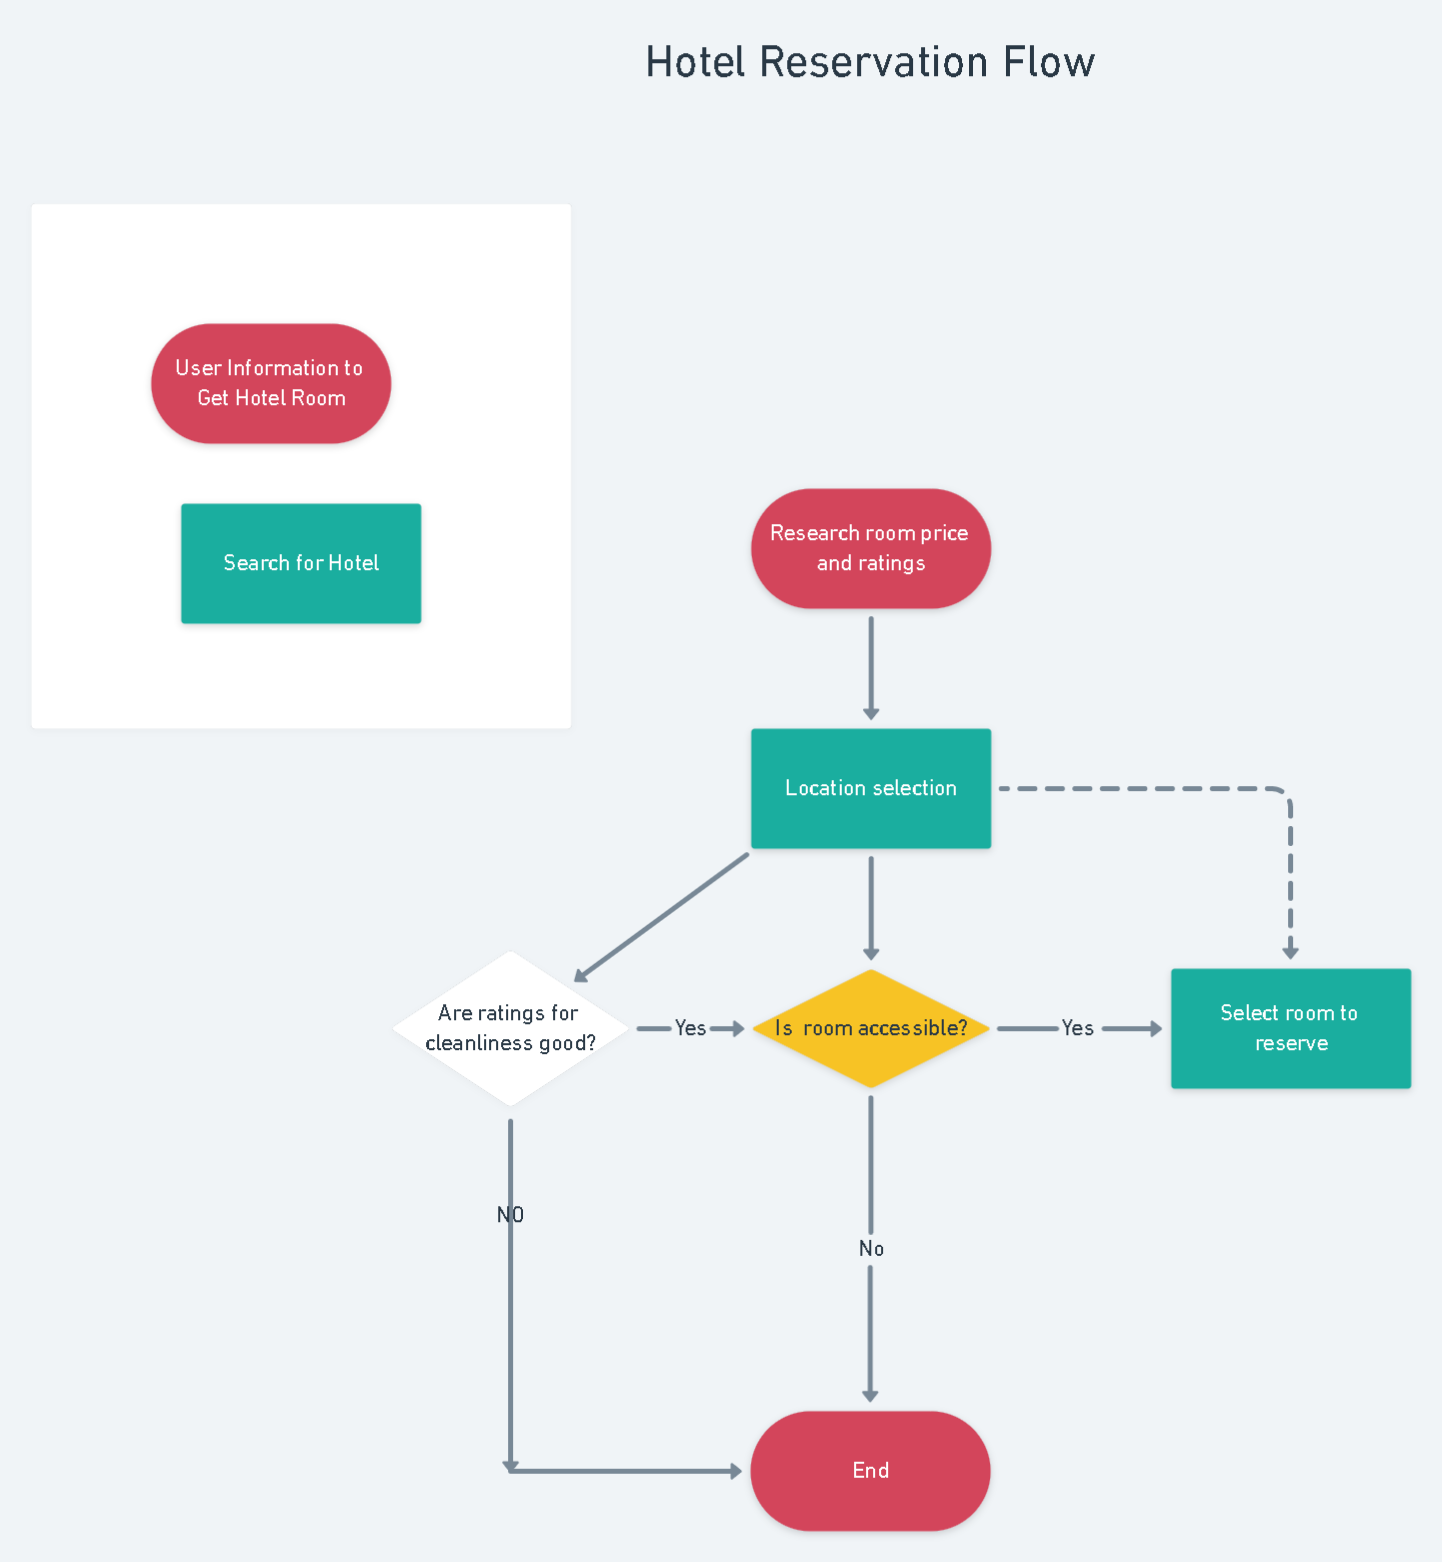 Hotel Reservation Flow
User Information to
Get Hotel Room
Search for Hotel
Research room price
and ratings
Location selection
Are ratings for
cleanliness good?
Yes
Is room accessible?
Yes
Select room to
reserve
NO
No
End